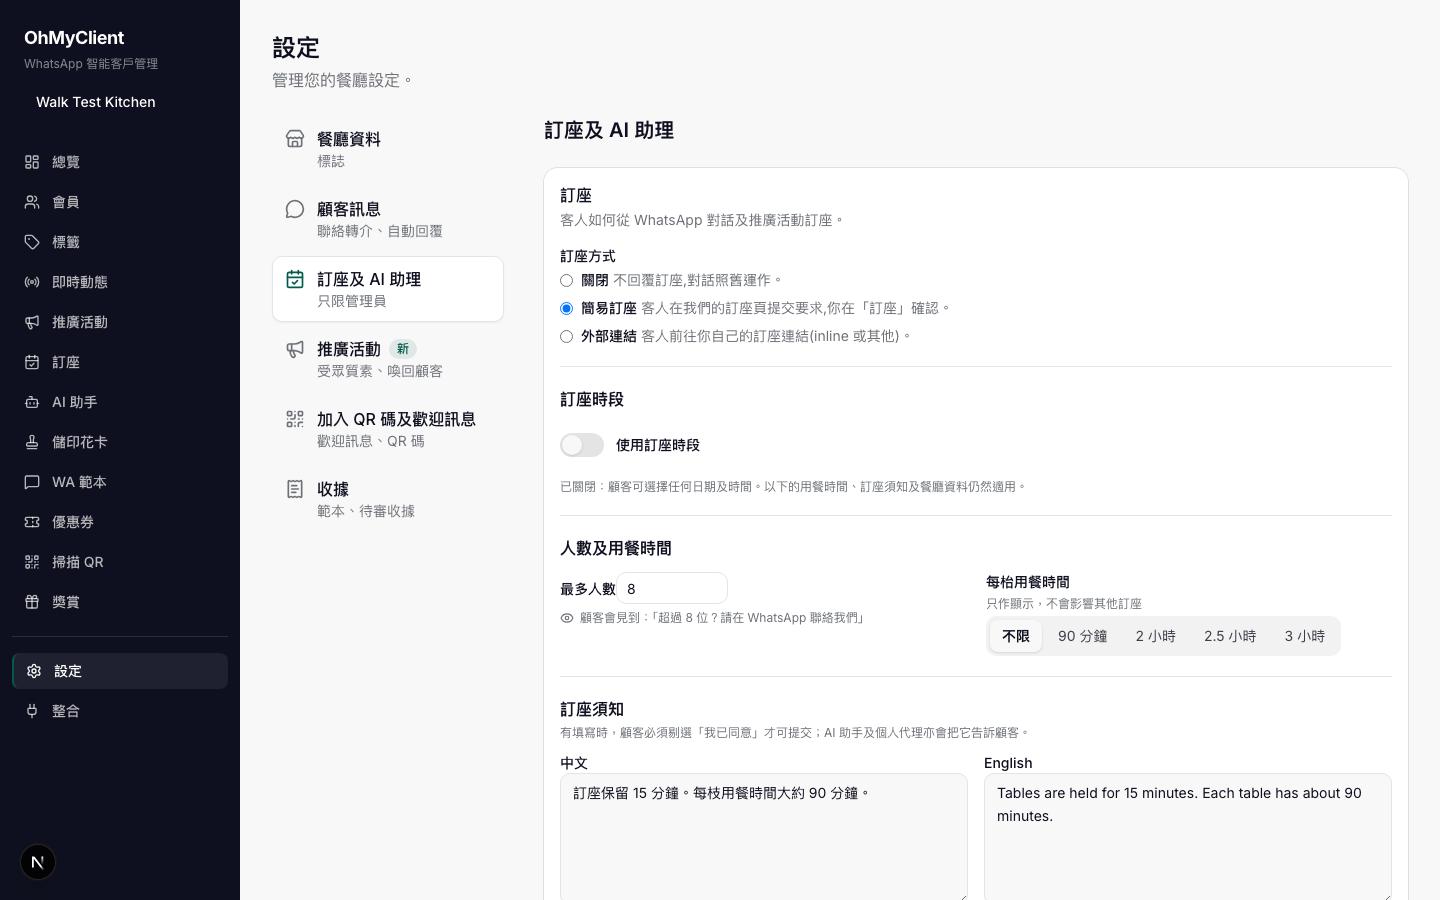 OhMyClient
WhatsApp 智能客戶管理
Walk Test Kitchen
總覽
會員
標籤
即時動態
推廣活動
訂座
AI 助手
儲印花卡
WA 範本
優惠券
掃描 QR
獎賞
設定
整合
N
設定
管理您的餐廳設定。
餐廳資料
標誌
顧客訊息
聯絡轉介、自動回覆
訂座及 AI 助理
只限管理員
推廣活動 新
受眾質素、喚回顧客
加入 QR 碼及歡迎訊息
歡迎訊息、QR 碼
收據
範本、待審收據
訂座及 AI 助理
訂座
客人如何從 WhatsApp 對話及推廣活動訂座。
訂座方式
關閉 不回覆訂座,對話照舊運作。
簡易訂座 客人在我們的訂座頁提交要求,你在「訂座」確認。
外部連結 客人前往你自己的訂座連結(inline 或其他)。
訂座時段
使用訂座時段
已關閉：顧客可選擇任何日期及時間。以下的用餐時間、訂座須知及餐廳資料仍然適用。
人數及用餐時間
最多人數 8
顧客會見到：「超過 8 位？請在 WhatsApp 聯絡我們」
每枱用餐時間
只作顯示，不會影響其他訂座
不限 90 分鐘 2 小時 2.5 小時 3 小時
訂座須知
有填寫時，顧客必須剔選「我已同意」才可提交；AI 助手及個人代理亦會把它告訴顧客。
中文
訂座保留 15 分鐘。每枝用餐時間大約 90 分鐘。
English
Tables are held for 15 minutes. Each table has about 90
minutes.